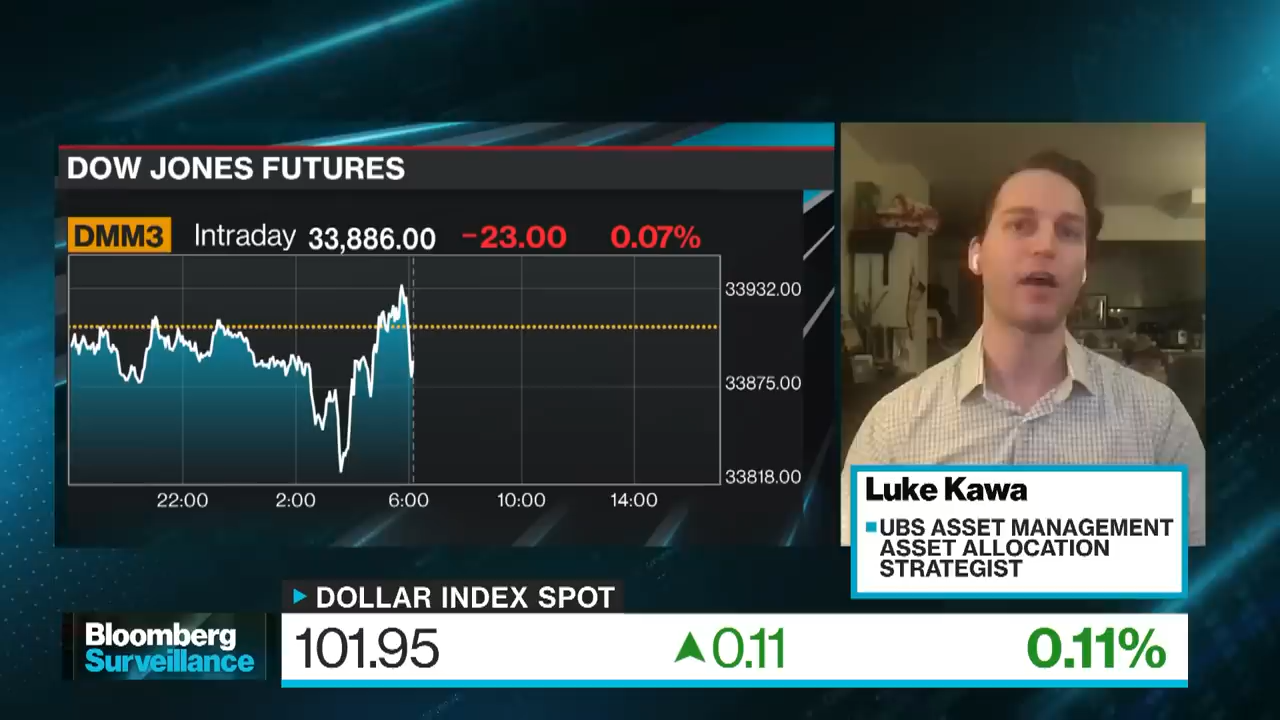 DOW JONES FUTURES
DMM3 Intraday 33,886.00 -23.00 0.07%
33932.00
33875.00
33818.00
22:00 2:00 6:00 10:00 14:00
Luke Kawa
UBS ASSET MANAGEMENT
ASSET ALLOCATION
STRATEGIST
DOLLAR INDEX SPOT
101.95 ▲0.11 0.11%
Bloomberg
Surveillance